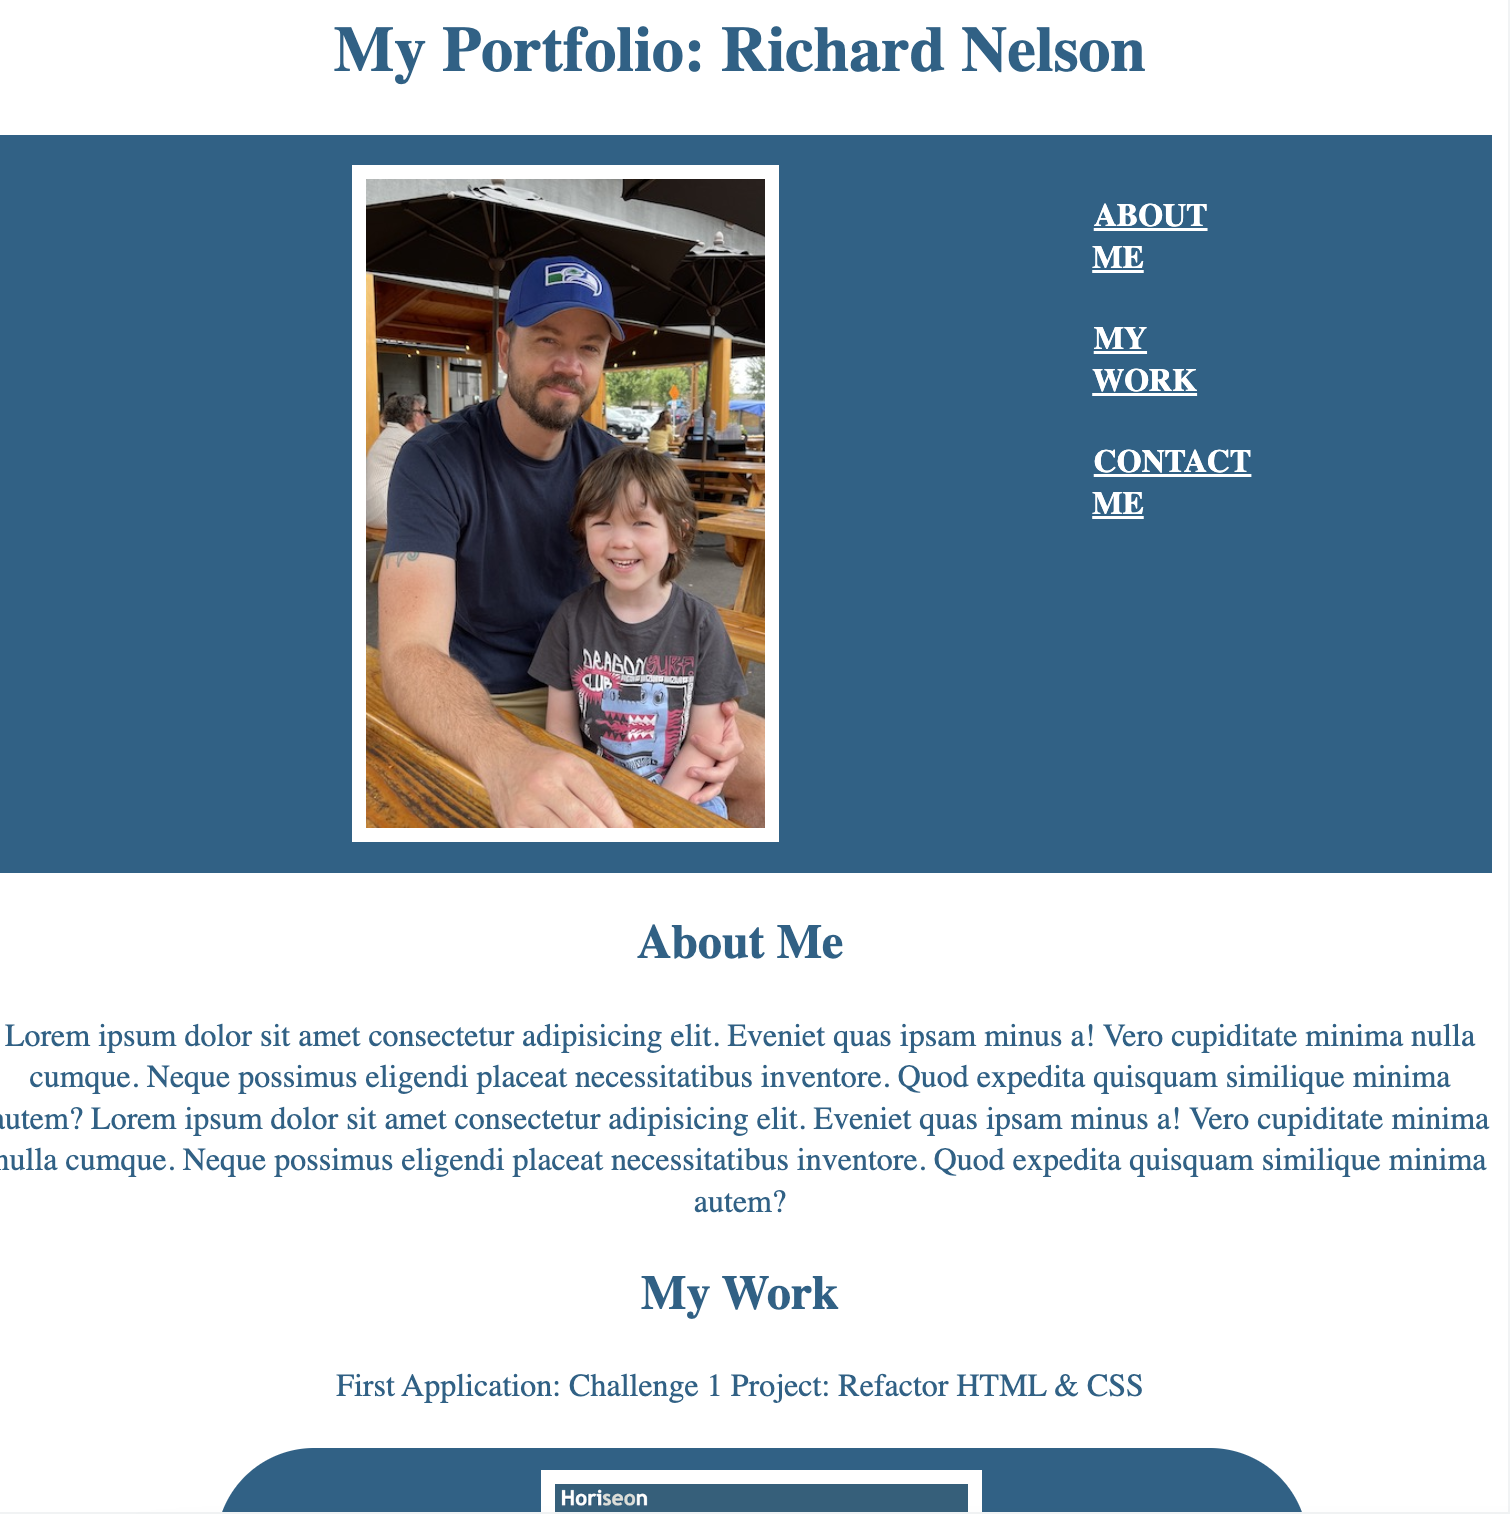 My Portfolio: Richard Nelson
ABOUT
ME
MY
WORK
CONTACT
ME
DRAGON SURF
CLUB
About Me
Lorem ipsum dolor sit amet consectetur adipisicing elit. Eveniet quas ipsam minus a! Vero cupiditate minima nulla
cumque. Neque possimus eligendi placeat necessitatibus inventore. Quod expedita quisquam similique minima
autem? Lorem ipsum dolor sit amet consectetur adipisicing elit. Eveniet quas ipsam minus a! Vero cupiditate minima
nulla cumque. Neque possimus eligendi placeat necessitatibus inventore. Quod expedita quisquam similique minima
autem?
My Work
First Application: Challenge 1 Project: Refactor HTML & CSS
Horiseon